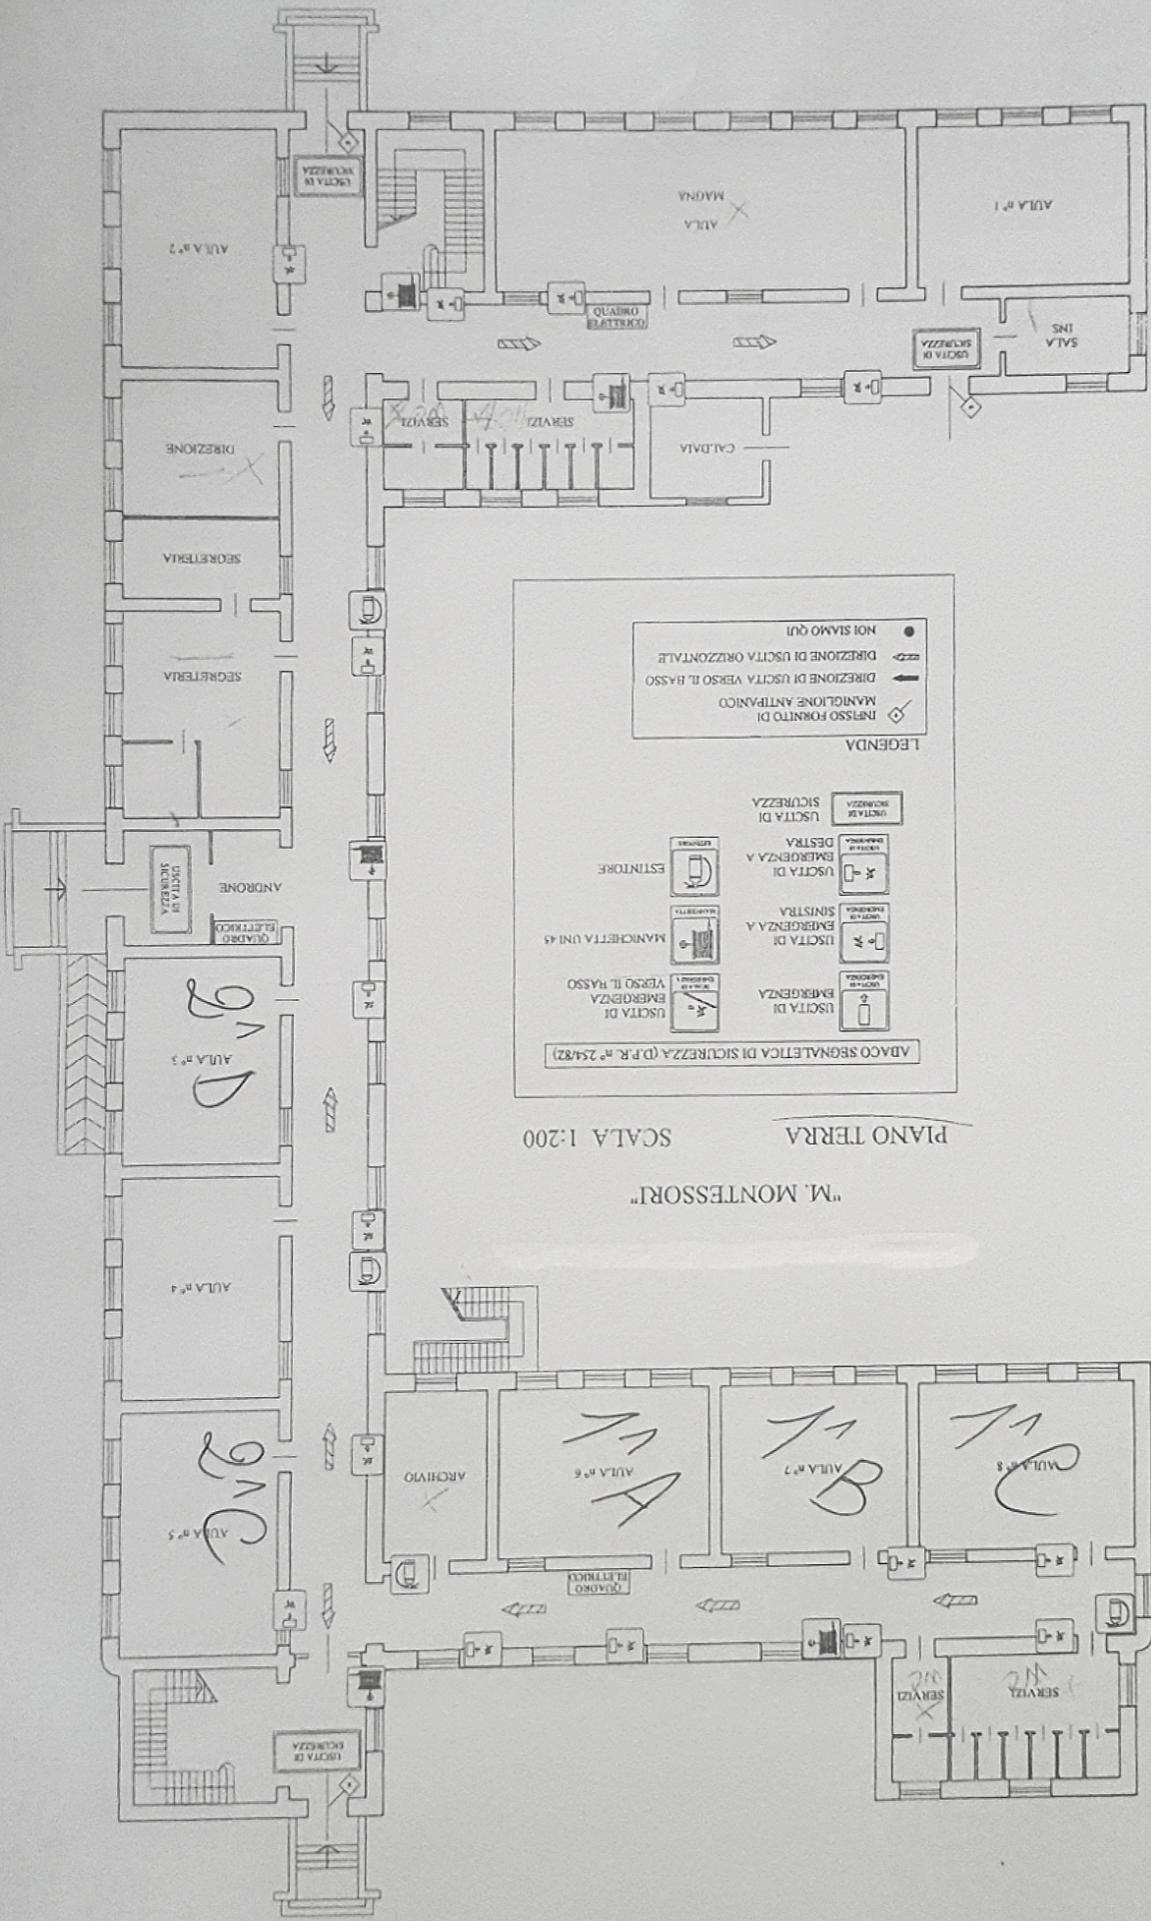 SERVIZI
SERVIZI
USCITA DI
SICUREZZA
QUADRO
ELETTRICO
AULA n° 8
1^
C
AULA n° 7
1^
B
AULA n° 6
1^
A
ARCHIVIO
AULA n° 5
2^C
AULA n° 4
"M. MONTESSORI"
PIANO TERRA
SCALA 1:200
ABACO SEGNALETICA DI SICUREZZA (D.P.R. n° 254/82)
USCITA DI
EMERGENZA
USCITA DI
EMERGENZA
VERSO IL BASSO
USCITA DI
EMERGENZA A
SINISTRA
MANICHETTA UNI 45
USCITA DI
EMERGENZA A
DESTRA
ESTINTORE
USCITA DI
SICUREZZA
USCITA DI
SICUREZZA
LEGENDA
INFISSO FORNITO DI
MANIGLIONE ANTIPANICO
DIREZIONE DI USCITA VERSO IL BASSO
DIREZIONE DI USCITA ORIZZONTALE
NOI SIAMO QUI
AULA n° 3
2^
D
QUADRO
ELETTRICO
ANDRONE
USCITA DI
SICUREZZA
SEGRETERIA
SEGRETERIA
DIREZIONE
CALDAIA
SERVIZI
SERVIZI
SALA
INS
USCITA DI
SICUREZZA
QUADRO
ELETTRICO
AULA n° 2
AULA n° 1
AULA
MAGNA
USCITA DI
SICUREZZA